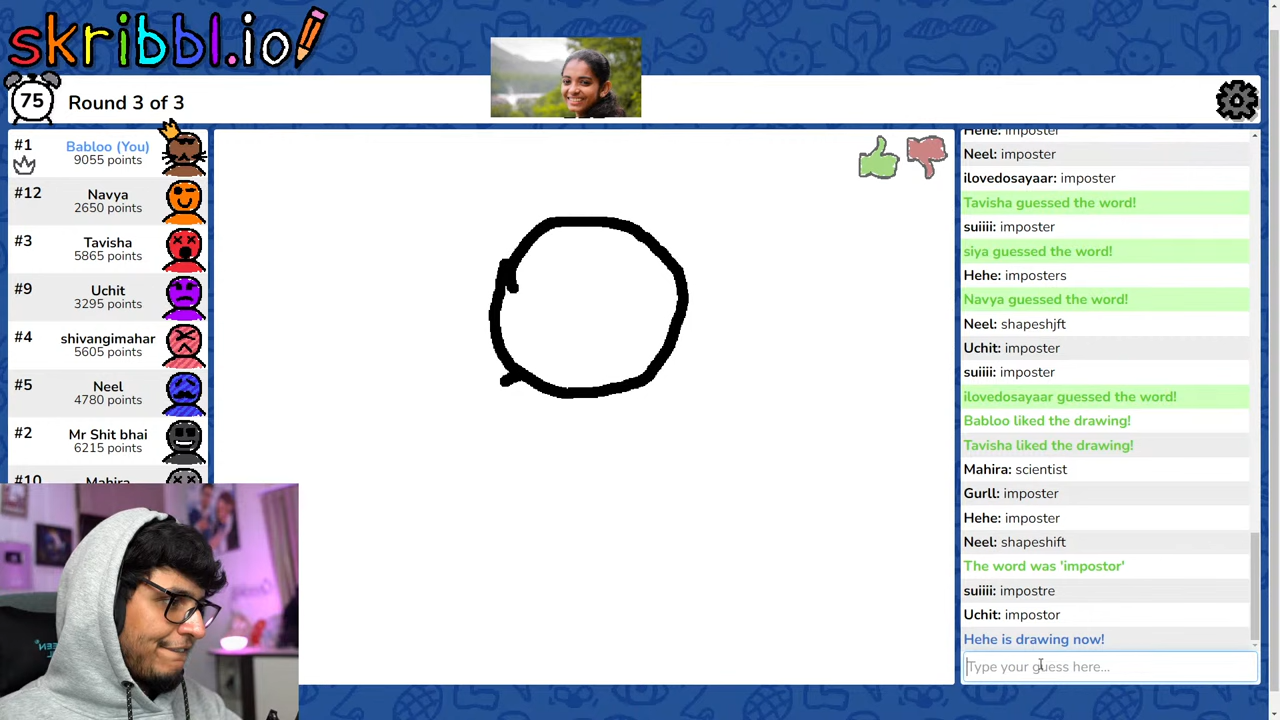 skribbl.io
75
Round 3 of 3
#1
Babloo (You)
9055 points
#12
Navya
2650 points
#3
Tavisha
5865 points
#9
Uchit
3295 points
#4
shivangimahar
5605 points
#5
Neel
4780 points
#2
Mr Shit bhai
6215 points
#10
Mahira
Hehe: imposter
Neel: imposter
ilovedosayaar: imposter
Tavisha guessed the word!
suiiii: imposter
siya guessed the word!
Hehe: imposters
Navya guessed the word!
Neel: shapeshjft
Uchit: imposter
suiiii: imposter
ilovedosayaar guessed the word!
Babloo liked the drawing!
Tavisha liked the drawing!
Mahira: scientist
Gurll: imposter
Hehe: imposter
Neel: shapeshift
The word was 'impostor'
suiiii: impostre
Uchit: impostor
Hehe is drawing now!
Type your guess here...